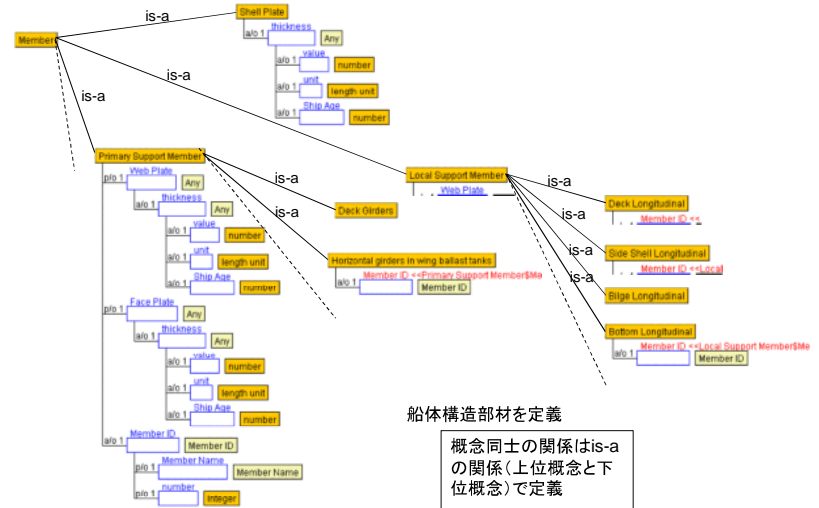 Member
is-a
Shell Plate
thickness
a/o 1
Any
value
a/o 1
number
unit
a/o 1
length unit
Ship Age
a/o 1
number
is-a
is-a
Primary Support Member
Web Plate
p/o 1
Any
thickness
a/o 1
Any
value
a/o 1
number
unit
a/o 1
length unit
Ship Age
a/o 1
number
Face Plate
p/o 1
Any
thickness
a/o 1
Any
value
a/o 1
number
unit
a/o 1
length unit
Ship Age
a/o 1
number
Member ID
a/o 1
Member ID
Member Name
p/o 1
Member Name
number
p/o 1
integer
is-a
Deck Girders
is-a
Horizontal girders in wing ballast tanks
Member ID <<Primary Support Member$Me
a/o 1
Member ID
Local Support Member
Web Plate
is-a
Deck Longitudinal
Member ID <<
is-a
Side Shell Longitudinal
Member ID <<Local
is-a
Bilge Longitudinal
is-a
Bottom Longitudinal
Member ID <<Local Support Member$Me
a/o 1
Member ID
船体構造部材を定義
概念同士の関係はis-a
の関係（上位概念と下
位概念）で定義